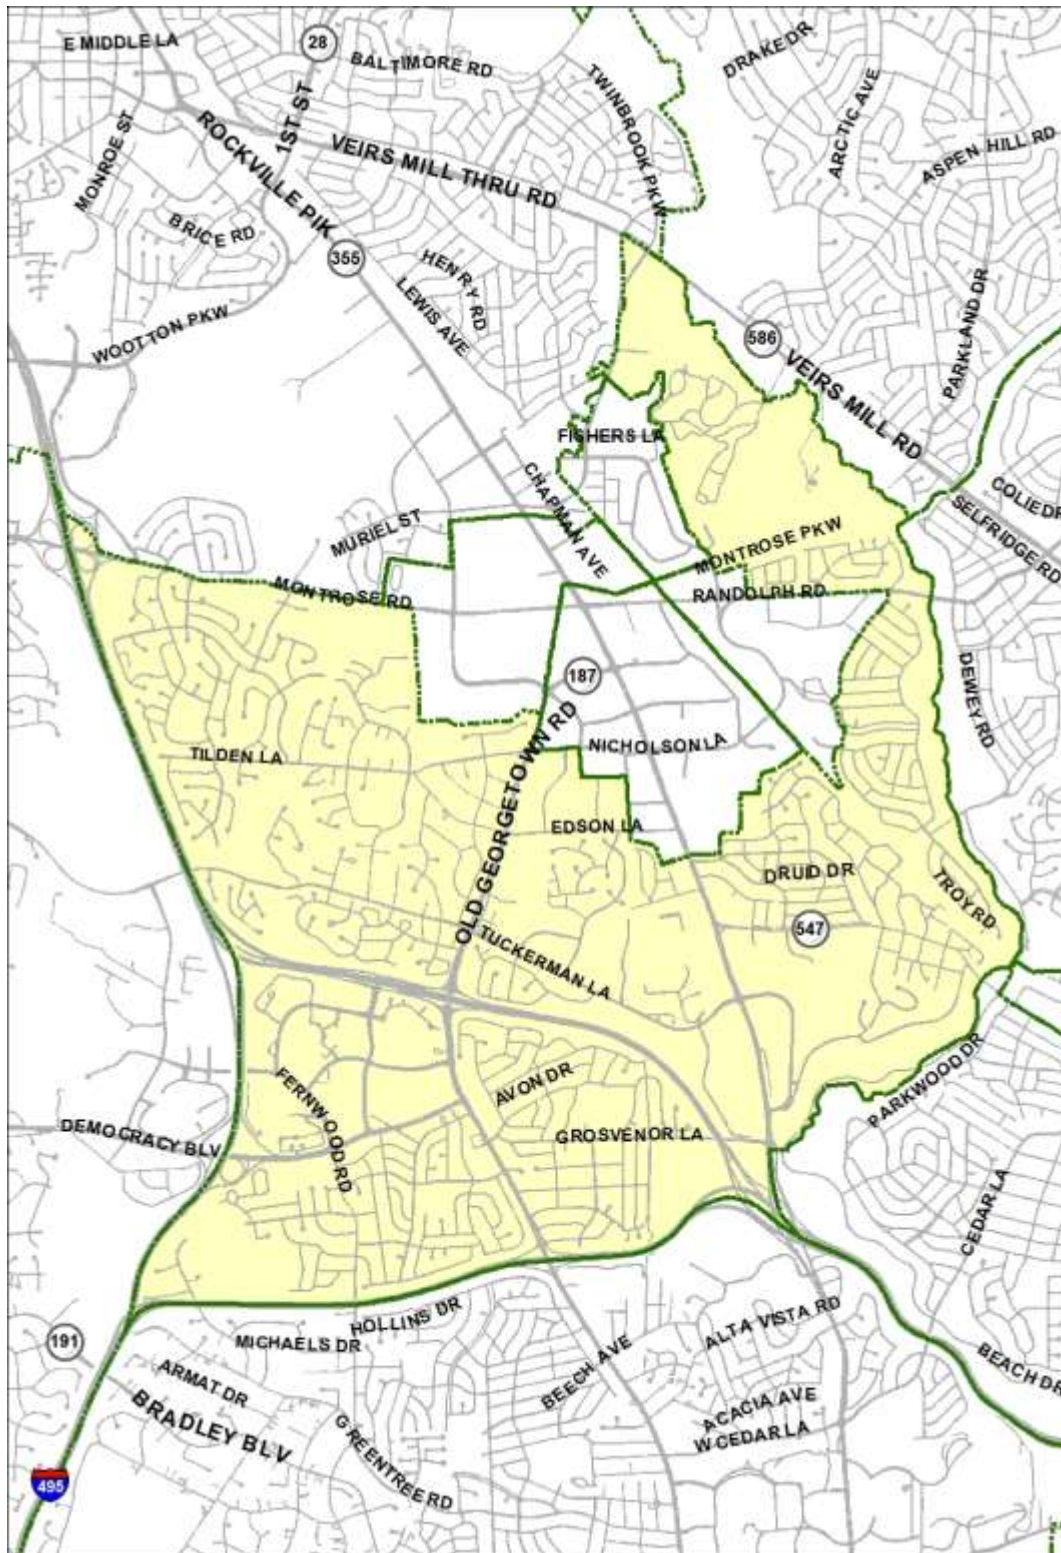 28
E MIDDLE LA
BALTIMORE RD
DRAKE DR
TWINBROOK PKW
ARCTIC AVE
1ST ST
MONROE ST
ROCKVILLE PIK
VEIRS MILL THRU RD
ASPEN HILL RD
BRICE RD
355
HENRY RD
LEWIS AVE
WOOTTON PKW
586
VEIRS MILL RD
PARKLAND DR
FISHERS LA
CHAPMAN AVE
COLIE DR
SELFRIDGE RD
MURIEL ST
MONTROSE PKW
MONTROSE RD
RANDOLPH RD
187
DEWEY RD
TILDEN LA
OLD GEORGETOWN RD
NICHOLSON LA
EDSON LA
DRUID DR
TROY RD
547
TUCKERMAN LA
FERNWOOD RD
AVON DR
PARKWOOD DR
DEMOCRACY BLV
GROSVENOR LA
CEDAR LA
191
HOLLINS DR
MICHAELS DR
ALTA VISTA RD
BEECH AVE
BEACH DR
ARMAT DR
BRADLEY BLV
GREENTREE RD
ACACIA AVE
W CEDAR LA
495